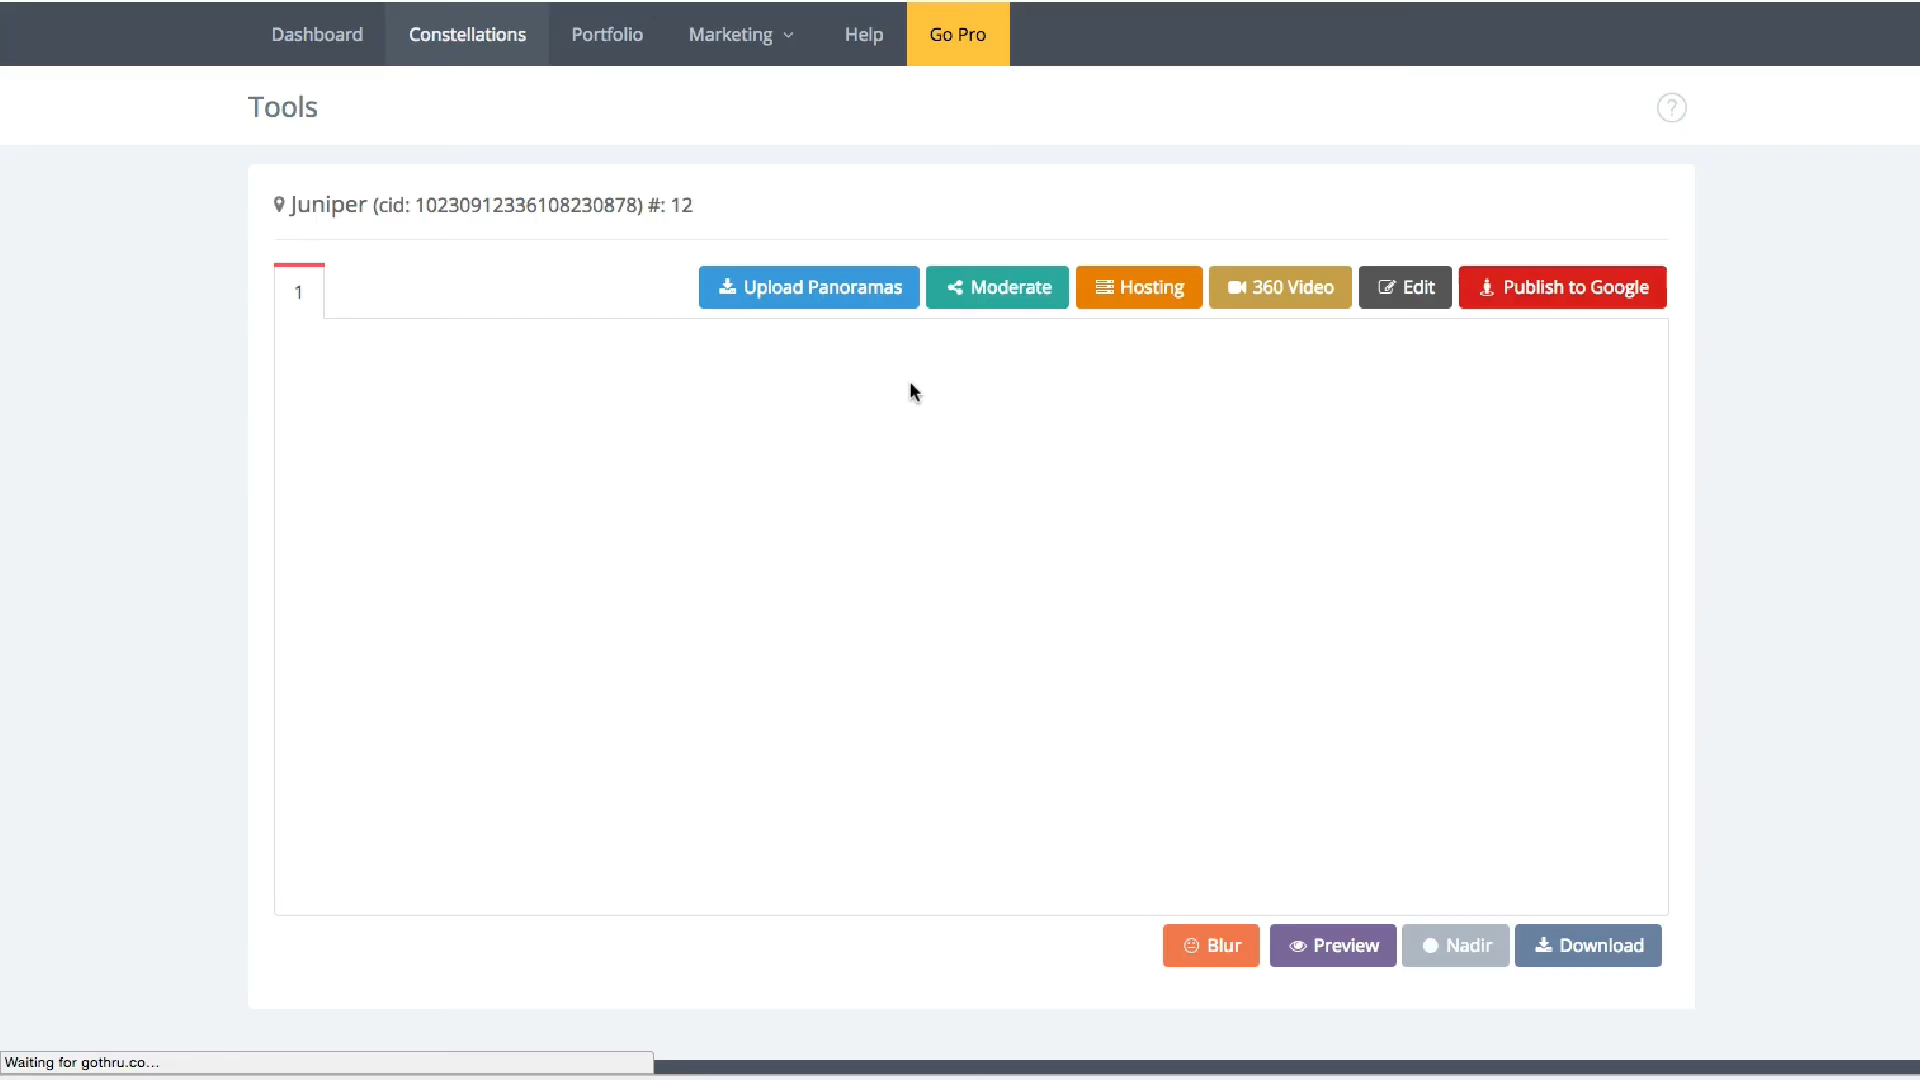 Dashboard Constellations Portfolio Marketing Help Go Pro
Tools
?
Juniper (cid: 10230912336108230878) #: 12
1
Upload Panoramas Moderate Hosting 360 Video Edit Publish to Google
Blur Preview Nadir Download
Waiting for gothru.co...